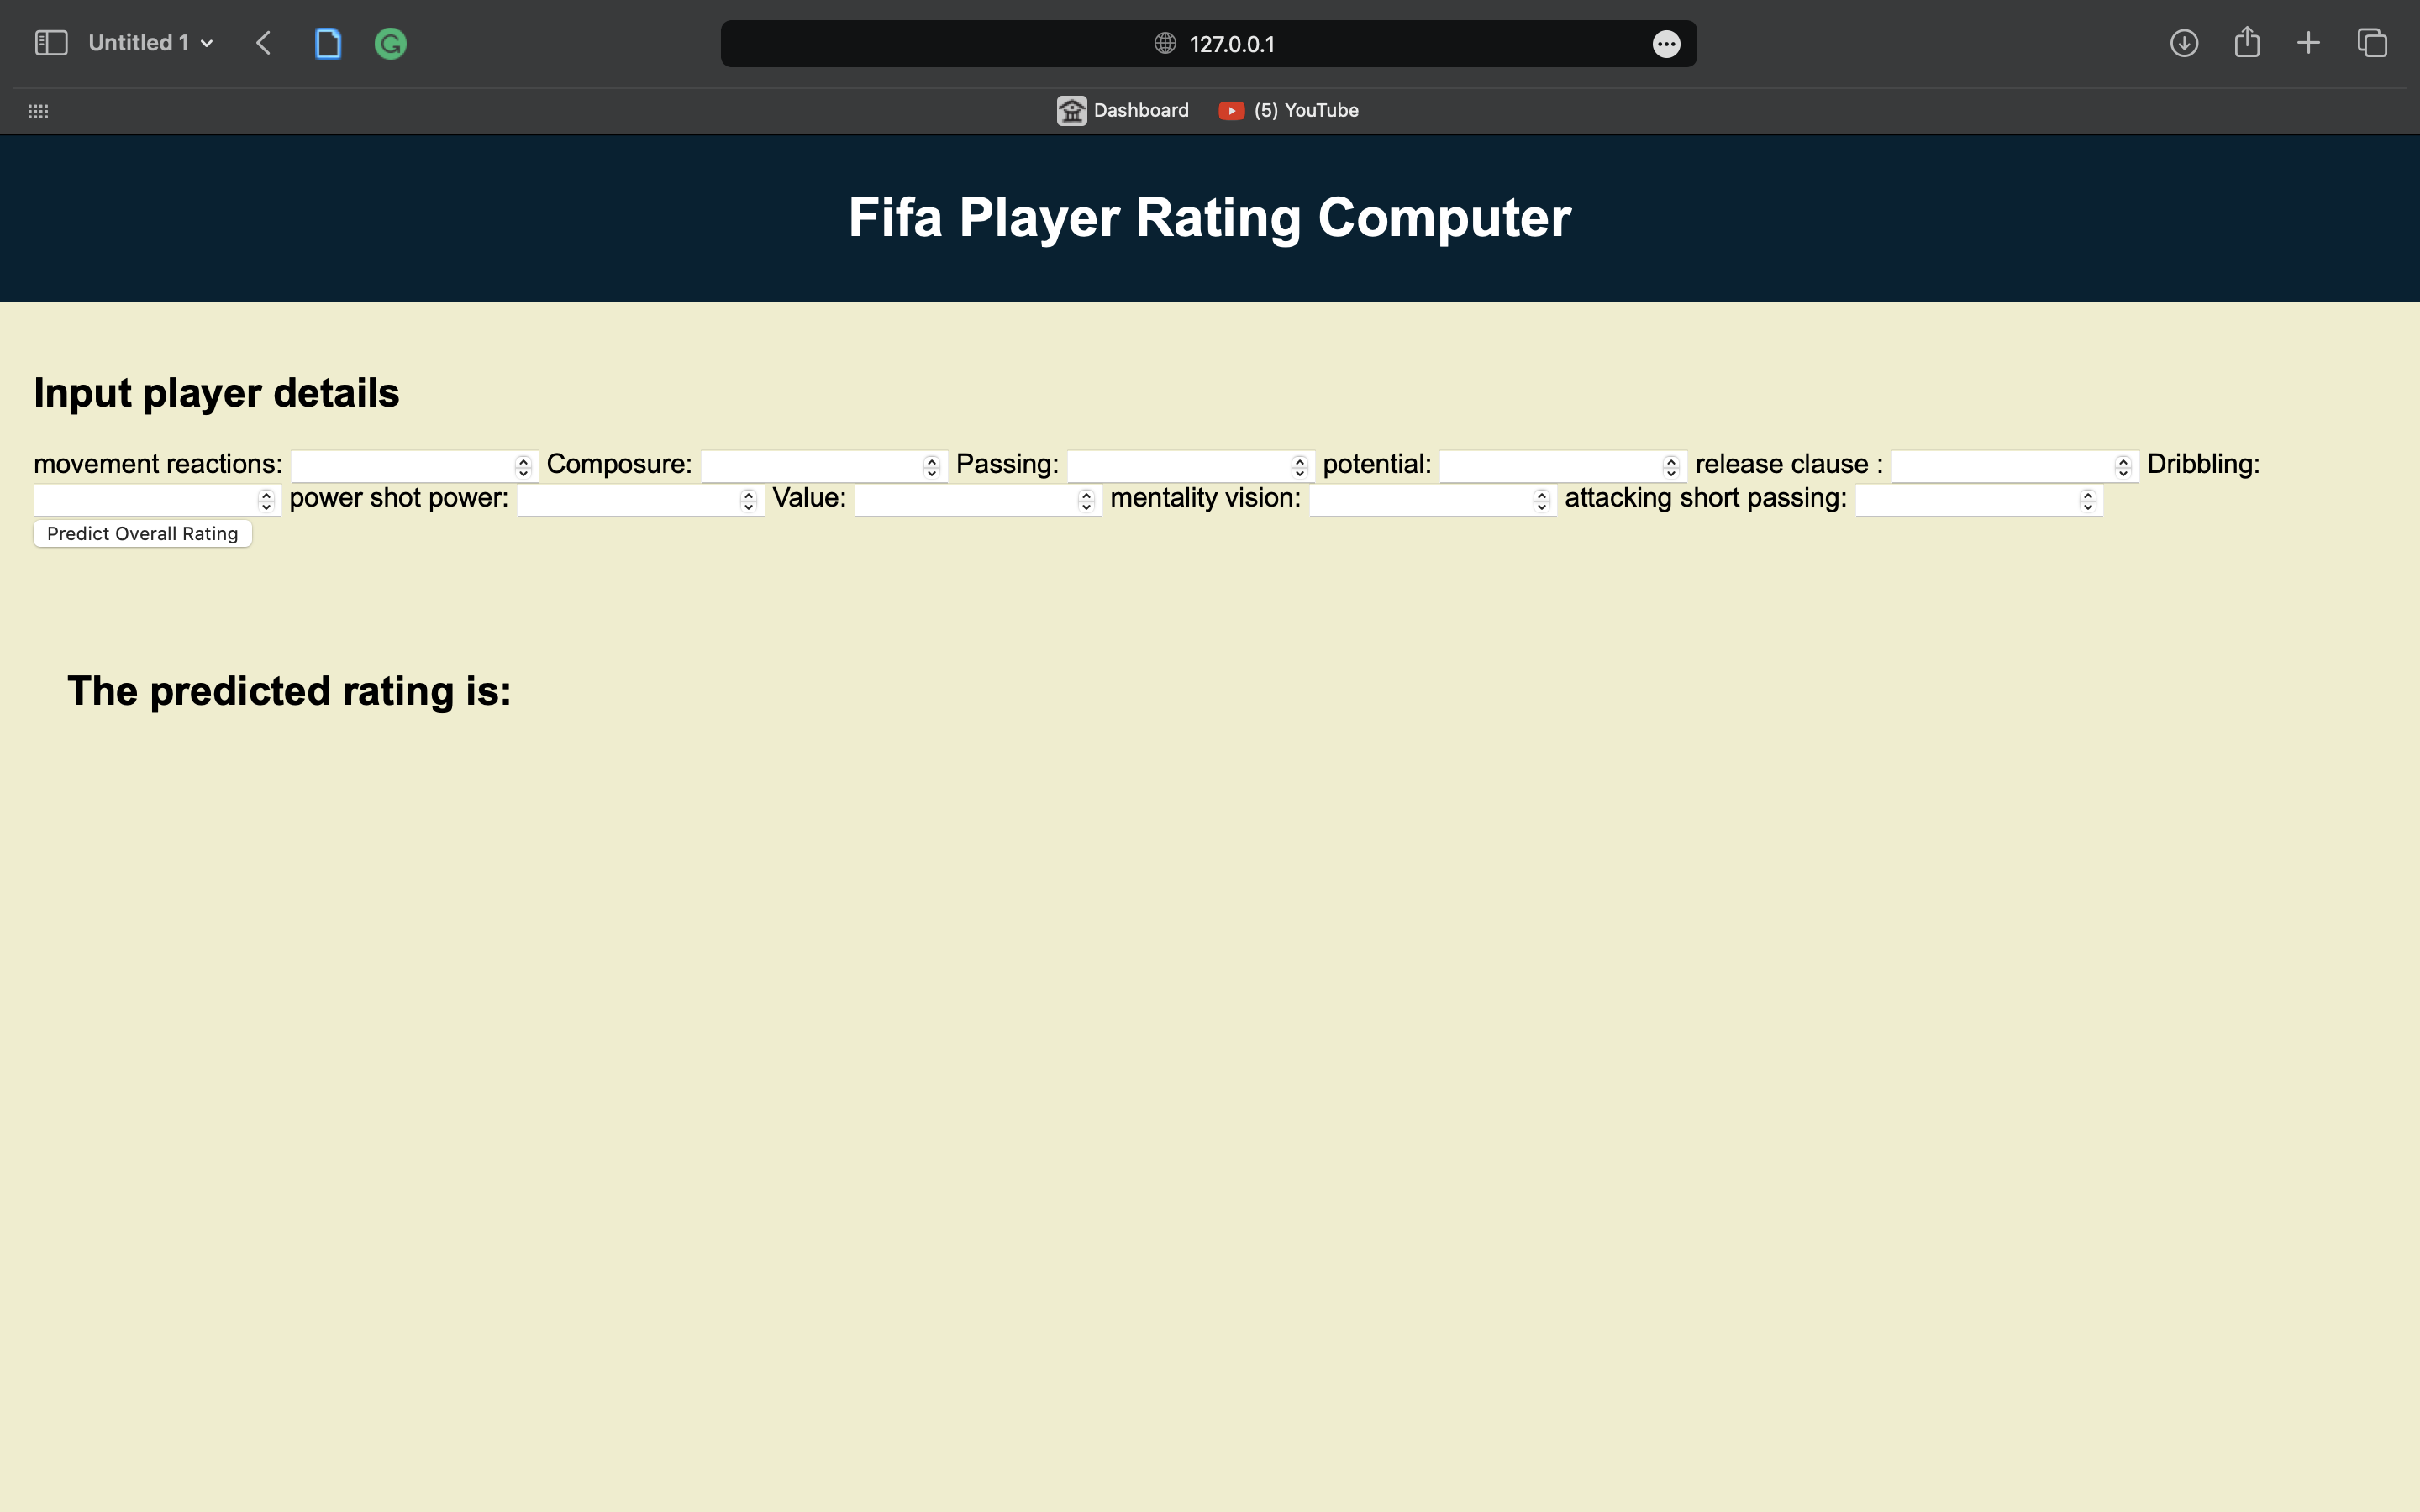 Untitled 1
127.0.0.1
Dashboard (5) YouTube
Fifa Player Rating Computer
Input player details
movement reactions: Composure: Passing: potential: release clause : Dribbling:
power shot power: Value: mentality vision: attacking short passing:
Predict Overall Rating
The predicted rating is: